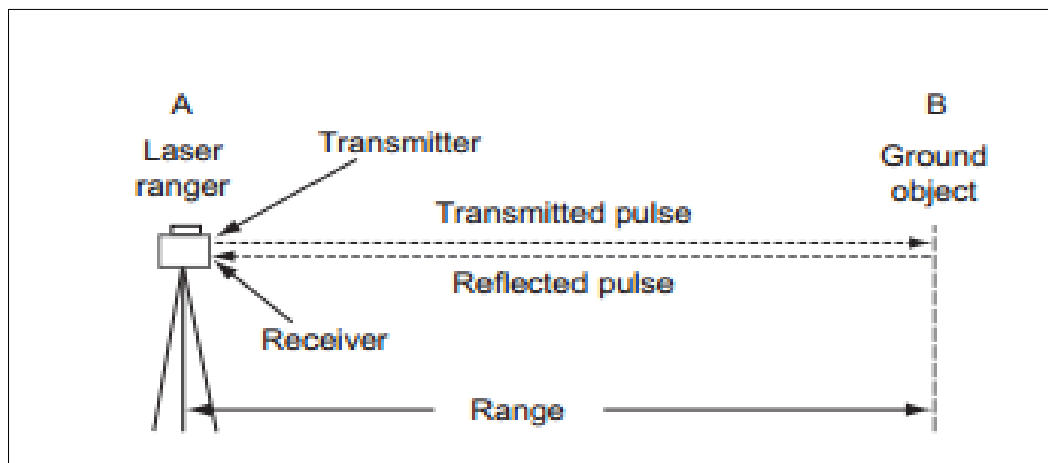 A
Laser
ranger
Transmitter
B
Ground
object
Transmitted pulse
Reflected pulse
Receiver
Range